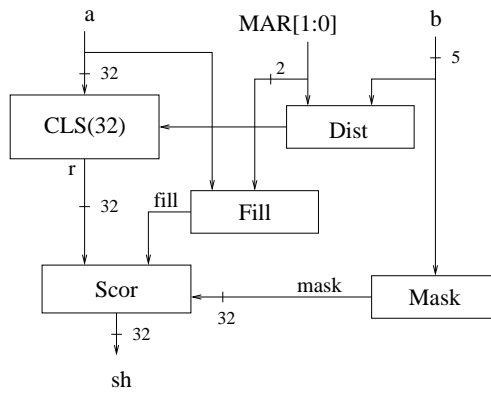 a
MAR[1:0]
b
32
2
5
CLS(32)
Dist
r
32
fill
Fill
Scor
mask
32
Mask
32
sh